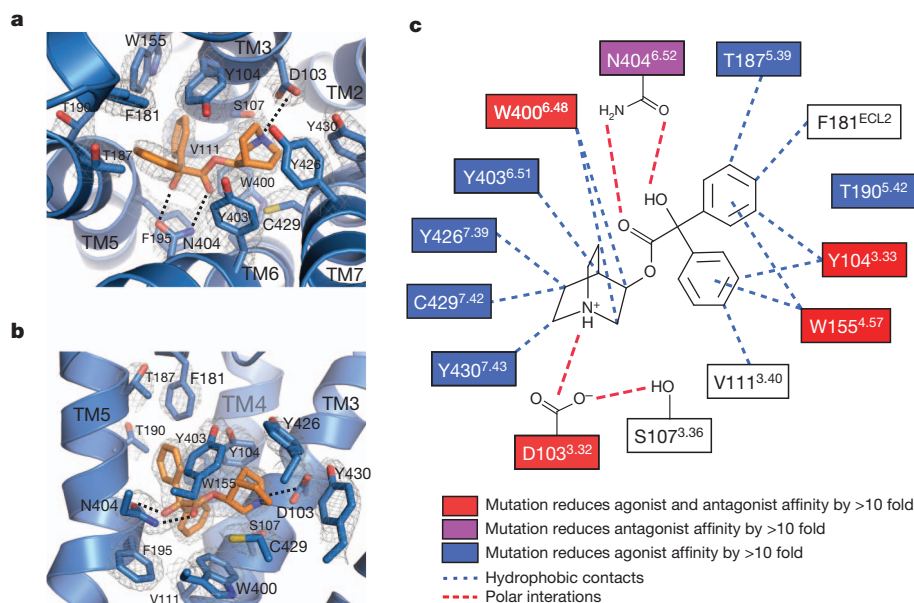 a
W155
TM3
D103
Y104
TM2
T190
F181
S107
Y430
T187
V111
Y426
W400
TM5
Y403
C429
F195
N404
TM6
TM7
b
T187
F181
TM5
TM4
TM3
T190
Y403
Y426
Y104
Y430
W155
N404
D103
S107
C429
F195
W400
V111
c
N404^6.52
T187^5.39
H₂N
O
W400^6.48
F181^ECL2
Y403^6.51
HO
T190^5.42
O
Y426^7.39
O
Y104^3.33
C429^7.42
N⁺
H
W155^4.57
Y430^7.43
V111^3.40
O
O⁻
HO
D103^3.32
S107^3.36
Mutation reduces agonist and antagonist affinity by >10 fold
Mutation reduces antagonist affinity by >10 fold
Mutation reduces agonist affinity by >10 fold
Hydrophobic contacts
Polar interations